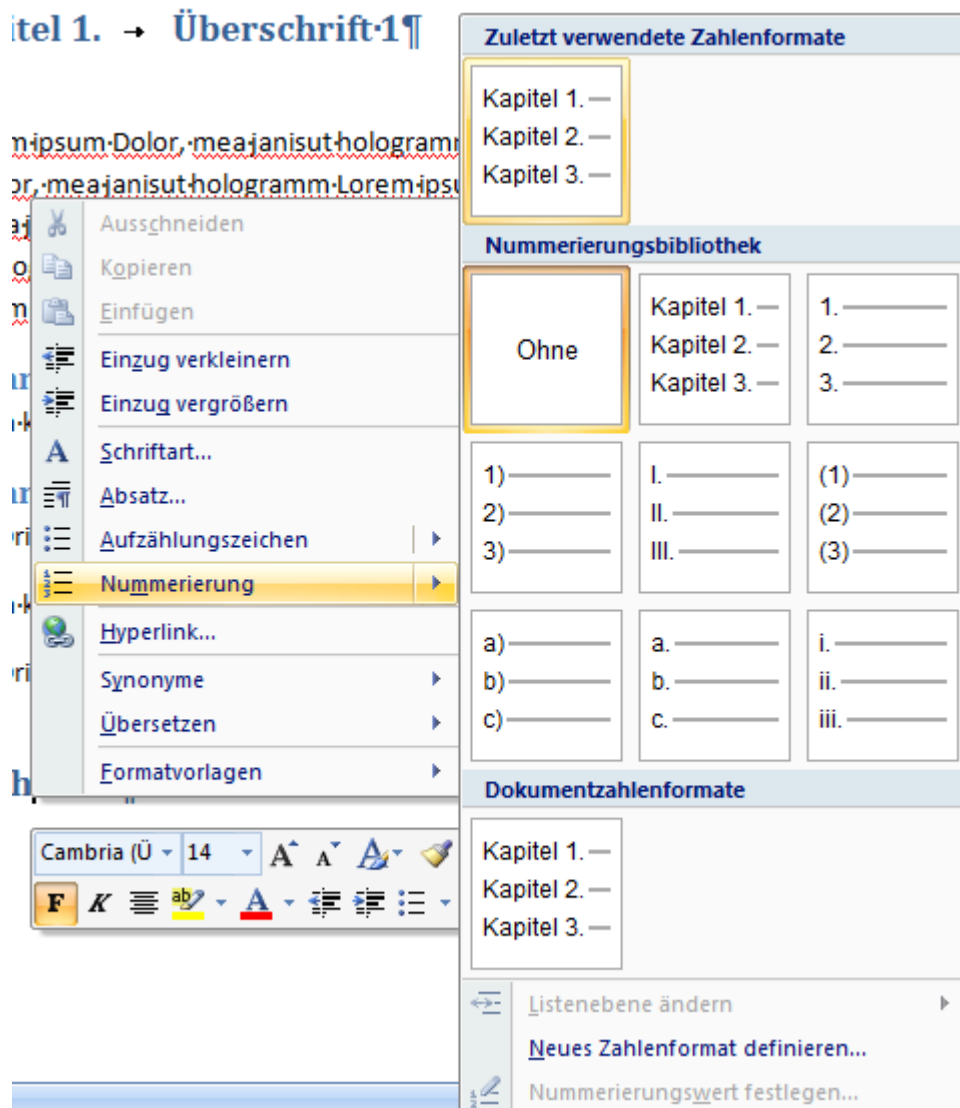 itel 1. → Überschrift·1¶
m·ipsum·Dolor,·mea·janisut·hologramm
or,·mea·janisut·hologramm·Lorem·ipsu
Ausschneiden
Kopieren
Einfügen
Einzug verkleinern
Einzug vergrößern
Schriftart...
Absatz...
Aufzählungszeichen
Nummerierung
Hyperlink...
Synonyme
Übersetzen
Formatvorlagen
Cambria (Ü 14 A A A
F K ab A
Zuletzt verwendete Zahlenformate
Kapitel 1.
Kapitel 2.
Kapitel 3.
Nummerierungsbibliothek
Ohne
Kapitel 1.
Kapitel 2.
Kapitel 3.
1.
2.
3.
1)
2)
3)
I.
II.
III.
(1)
(2)
(3)
a)
b)
c)
a.
b.
c.
i.
ii.
iii.
Dokumentzahlenformate
Kapitel 1.
Kapitel 2.
Kapitel 3.
Listenebene ändern
Neues Zahlenformat definieren...
Nummerierungswert festlegen...